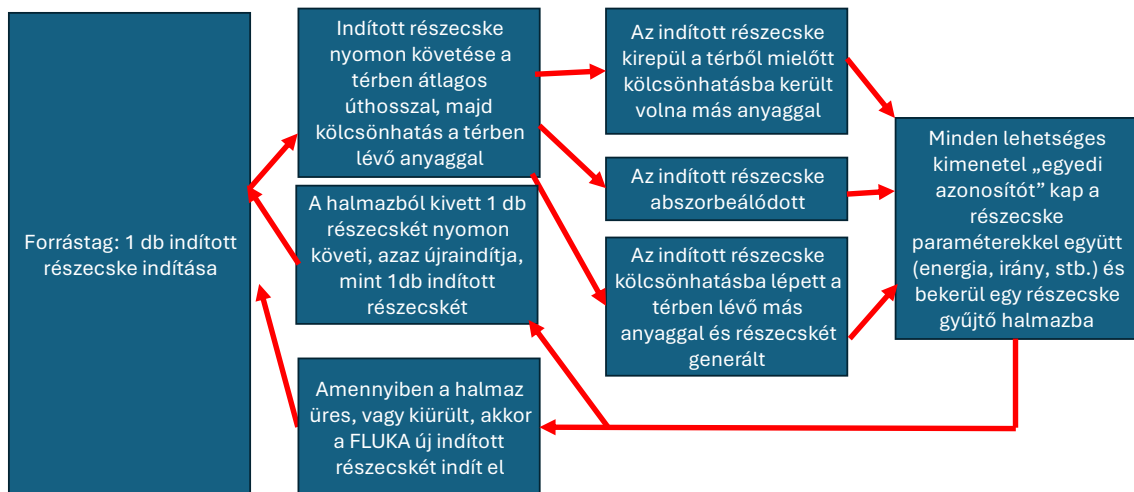 Forrástag: 1 db indított
részecske indítása
Indított részecske
nyomon követése a
térben átlagos
úthosszal, majd
kölcsönhatás a térben
lévő anyaggal
A halmazból kivett 1 db
részecskét nyomon
követi, azaz újraindítja,
mint 1db indított
részecskét
Amennyiben a halmaz
üres, vagy kiürült, akkor
a FLUKA új indított
részecskét indít el
Az indított részecske
kirepül a térből mielőtt
kölcsönhatásba került
volna más anyaggal
Az indított részecske
abszorbeálódott
Az indított részecske
kölcsönhatásba lépett a
térben lévő más
anyaggal és részecskét
generált
Minden lehetséges
kimenetel „egyedi
azonosítót” kap a
részecske
paraméterekkel együtt
(energia, irány, stb.) és
bekerül egy részecske
gyűjtő halmazba